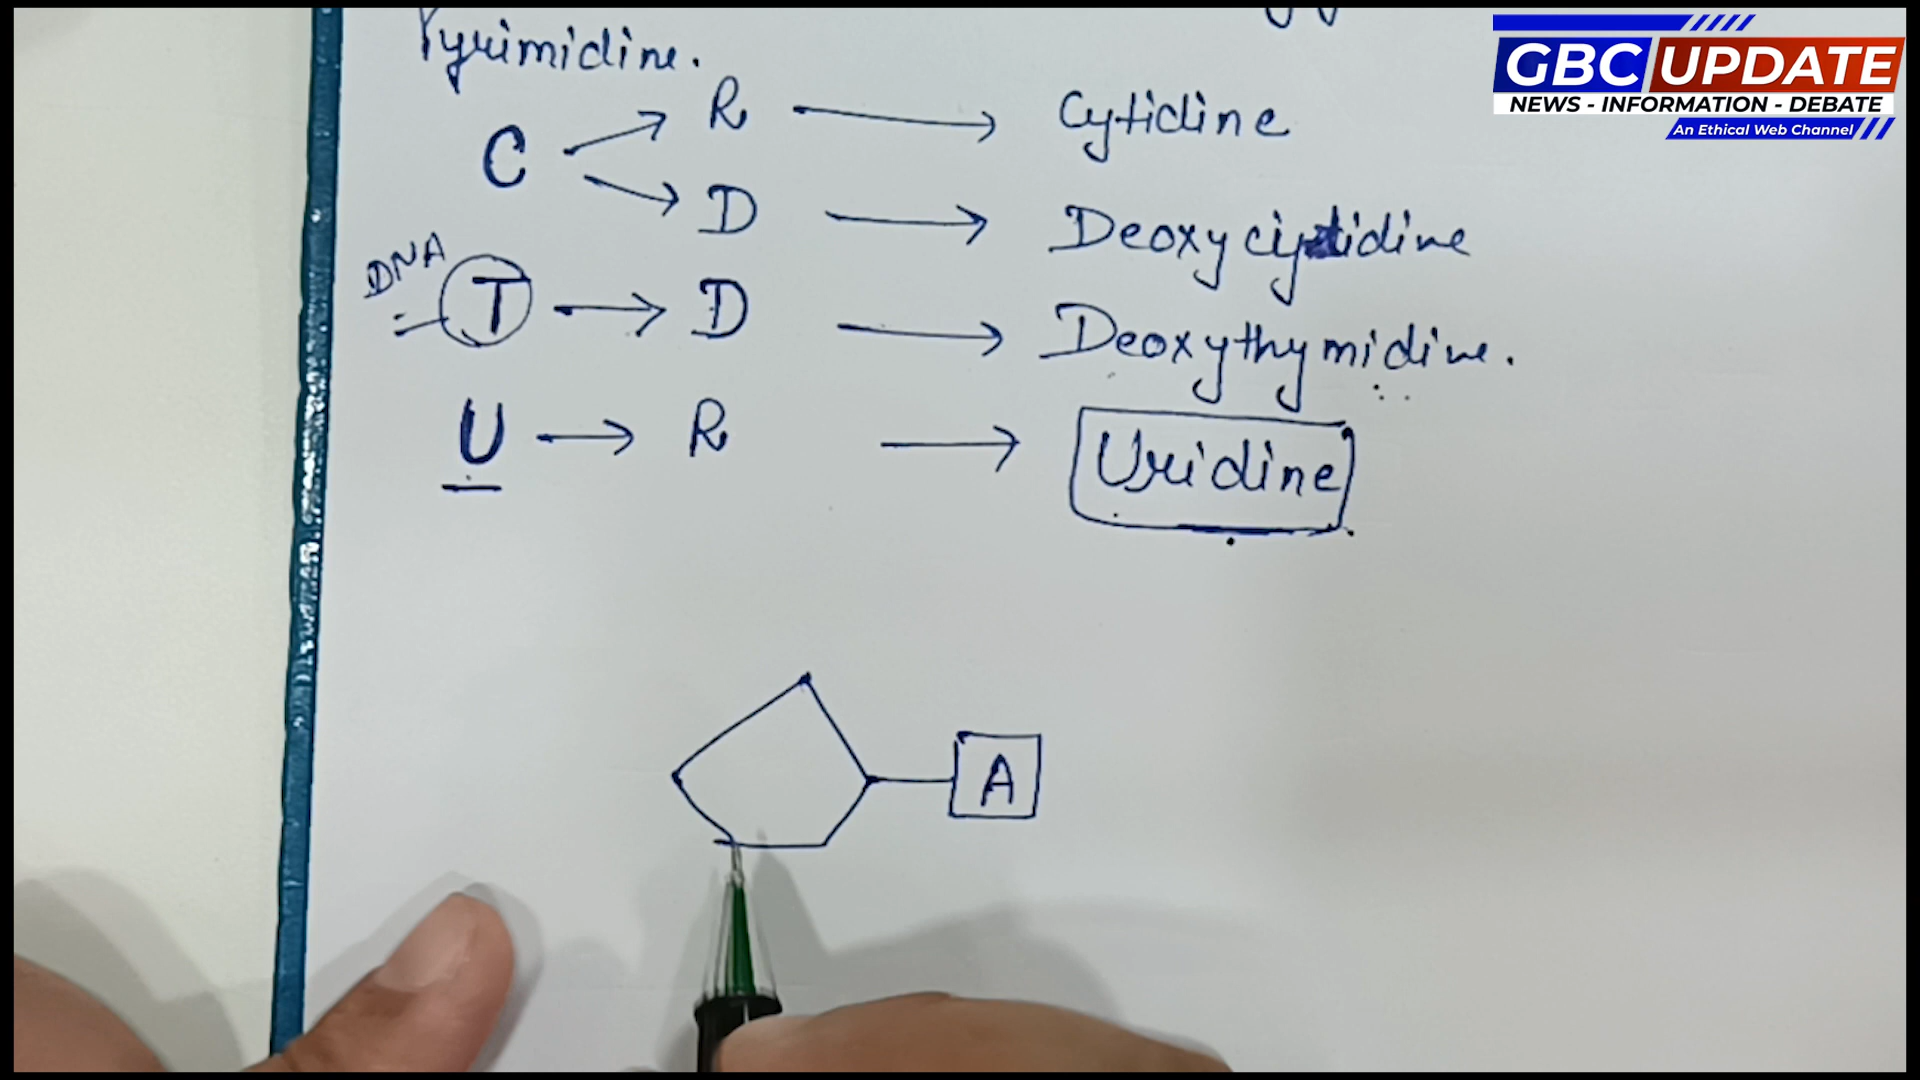 Pyrimidine.
GBC UPDATE
NEWS - INFORMATION - DEBATE
An Ethical Web Channel
C → R → Cytidine
→ D → Deoxycytidine
DNA
T → D → Deoxythymidine.
U → R → Uridine
A